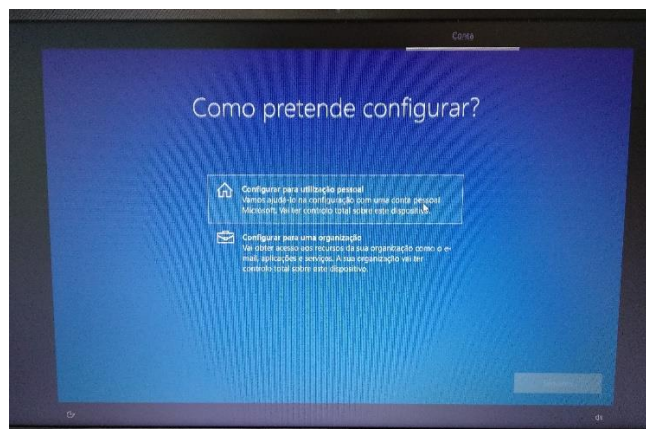 Conta
Como pretende configurar?
Configurar para utilização pessoal
Vamos ajudá-lo na configuração com uma conta pessoal
Microsoft. Vai ter controlo total sobre este dispositivo.
Configurar para uma organização
Vai obter acesso aos recursos da sua organização como o e-
mail, aplicações e serviços. A sua organização vai ter
controlo total sobre este dispositivo.